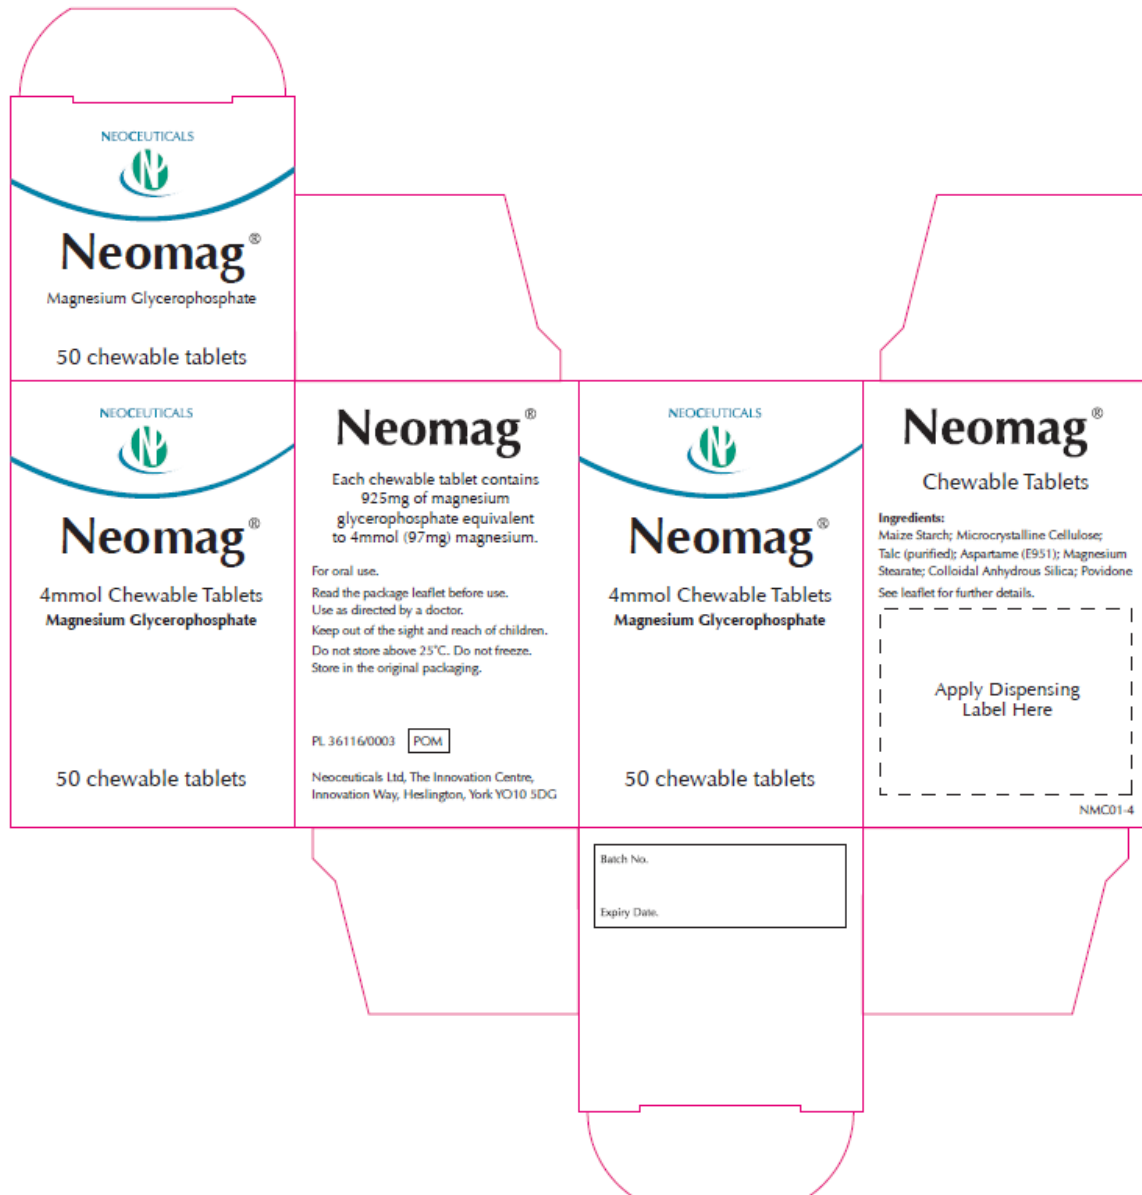 NEOCEUTICALS
Neomag®
Magnesium Glycerophosphate
50 chewable tablets
NEOCEUTICALS
Neomag®
4mmol Chewable Tablets
Magnesium Glycerophosphate
50 chewable tablets
Neomag®
Each chewable tablet contains
925mg of magnesium
glycerophosphate equivalent
to 4mmol (97mg) magnesium.
For oral use.
Read the package leaflet before use.
Use as directed by a doctor.
Keep out of the sight and reach of children.
Do not store above 25°C. Do not freeze.
Store in the original packaging.
PL 36116/0003 POM
Neoceuticals Ltd, The Innovation Centre,
Innovation Way, Heslington, York YO10 5DG
NEOCEUTICALS
Neomag®
4mmol Chewable Tablets
Magnesium Glycerophosphate
50 chewable tablets
Neomag®
Chewable Tablets
Ingredients:
Maize Starch; Microcrystalline Cellulose;
Talc (purified); Aspartame (E951); Magnesium
Stearate; Colloidal Anhydrous Silica; Povidone
See leaflet for further details.
Apply Dispensing
Label Here
NMC01-4
Batch No.
Expiry Date.